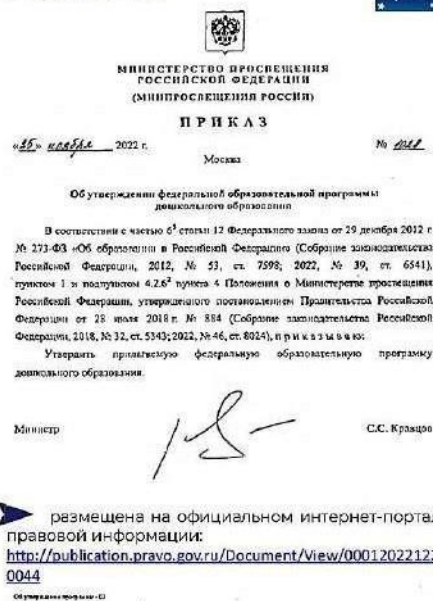 МИНИСТЕРСТВО ПРОСВЕЩЕНИЯ
РОССИЙСКОЙ ФЕДЕРАЦИИ
(МИНПРОСВЕЩЕНИЯ РОССИИ)
ПРИКАЗ
«25» ноября 2022 г. № 1028
Москва
Об утверждении федеральной образовательной программы
дошкольного образования
В соответствии с частью 6⁵ статьи 12 Федерального закона от 29 декабря 2012 г.
№ 273-ФЗ «Об образовании в Российской Федерации» (Собрание законодательства
Российской Федерации, 2012, № 53, ст. 7598; 2022, № 39, ст. 6541),
пунктом 1 и подпунктом 4.2.6² пункта 4 Положения о Министерстве просвещения
Российской Федерации, утвержденного постановлением Правительства Российской
Федерации от 28 июля 2018 г. № 884 (Собрание законодательства Российской
Федерации, 2018, № 32, ст. 5343; 2022, № 46, ст. 8024), п р и к а з ы в а ю:
Утвердить прилагаемую федеральную образовательную программу
дошкольного образования.
Министр С.С. Кравцов
размещена на официальном интернет-портал
правовой информации:
http://publication.pravo.gov.ru/Document/View/00012022122
0044